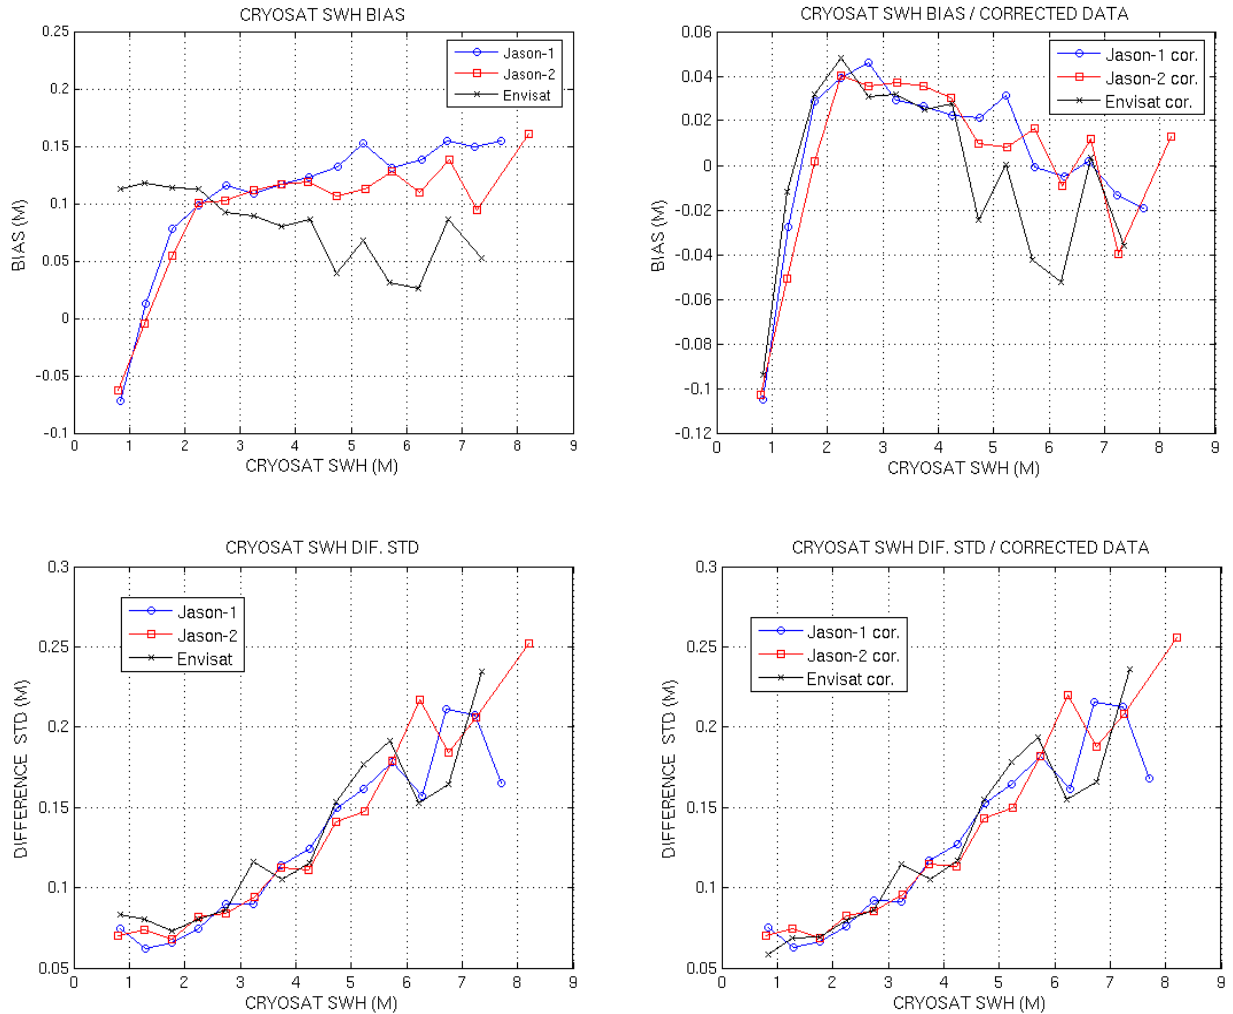 CRYOSAT SWH BIAS
0.25
0.2
0.15
0.1
0.05
0
-0.05
-0.1
BIAS (M)
Jason-1
Jason-2
Envisat
0 1 2 3 4 5 6 7 8 9
CRYOSAT SWH (M)
CRYOSAT SWH BIAS / CORRECTED DATA
0.06
0.04
0.02
0
-0.02
-0.04
-0.06
-0.08
-0.1
-0.12
BIAS (M)
Jason-1 cor.
Jason-2 cor.
Envisat cor.
0 1 2 3 4 5 6 7 8 9
CRYOSAT SWH (M)
CRYOSAT SWH DIF. STD
0.3
0.25
0.2
0.15
0.1
0.05
DIFFERENCE STD (M)
Jason-1
Jason-2
Envisat
0 1 2 3 4 5 6 7 8 9
CRYOSAT SWH (M)
CRYOSAT SWH DIF. STD / CORRECTED DATA
0.3
0.25
0.2
0.15
0.1
0.05
DIFFERENCE STD (M)
Jason-1 cor.
Jason-2 cor.
Envisat cor.
0 1 2 3 4 5 6 7 8 9
CRYOSAT SWH (M)